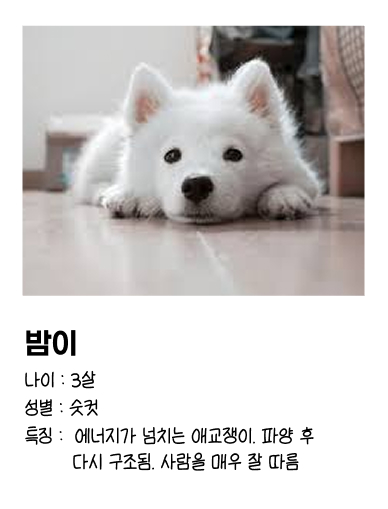 밤이
나이 : 3살
성별 : 숫컷
특징 : 에너지가 넘치는 애교쟁이. 파양 후
다시 구조됨. 사람을 매우 잘 따름